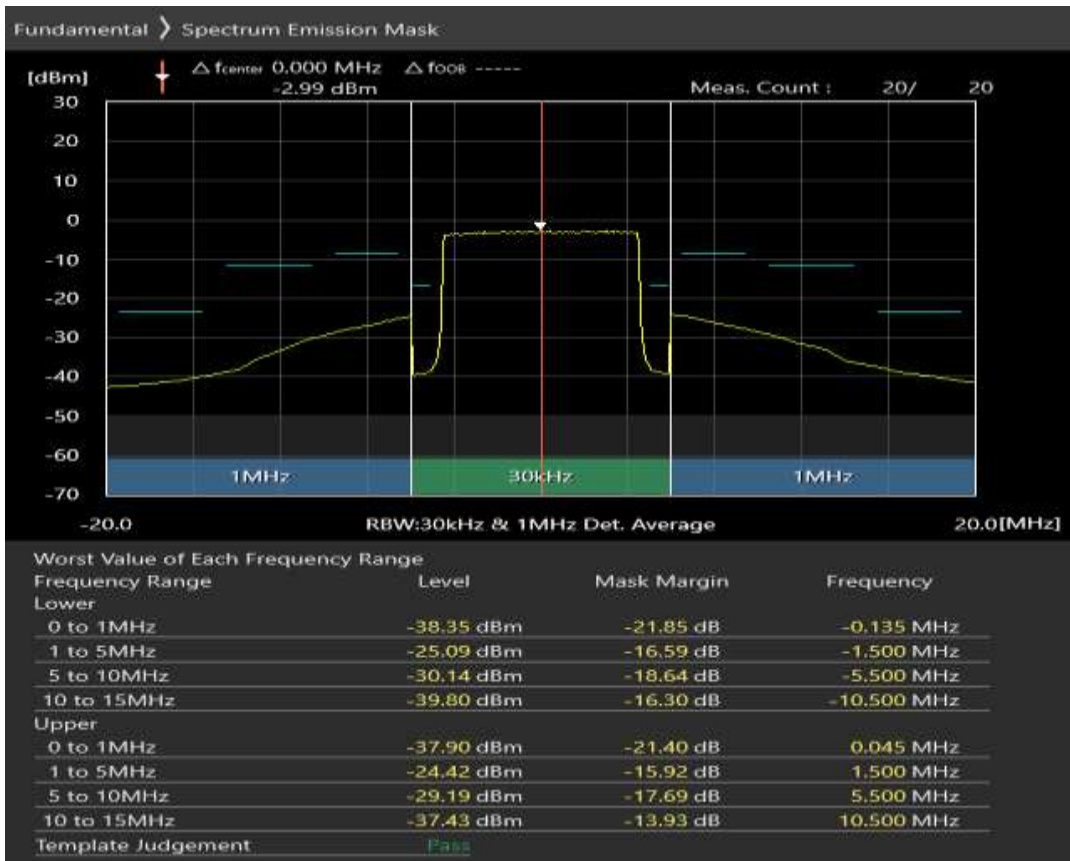 Fundamental 〉 Spectrum Emission Mask
[dBm]
△ fcenter 0.000 MHz △ fOOB -----
-2.99 dBm
Meas. Count : 20/ 20
30
20
10
0
-10
-20
-30
-40
-50
-60
-70
1MHz 30kHz 1MHz
-20.0 RBW:30kHz & 1MHz Det. Average 20.0[MHz]
Worst Value of Each Frequency Range
Frequency Range Level Mask Margin Frequency
Lower
0 to 1MHz -38.35 dBm -21.85 dB -0.135 MHz
1 to 5MHz -25.09 dBm -16.59 dB -1.500 MHz
5 to 10MHz -30.14 dBm -18.64 dB -5.500 MHz
10 to 15MHz -39.80 dBm -16.30 dB -10.500 MHz
Upper
0 to 1MHz -37.90 dBm -21.40 dB 0.045 MHz
1 to 5MHz -24.42 dBm -15.92 dB 1.500 MHz
5 to 10MHz -29.19 dBm -17.69 dB 5.500 MHz
10 to 15MHz -37.43 dBm -13.93 dB 10.500 MHz
Template Judgement Pass